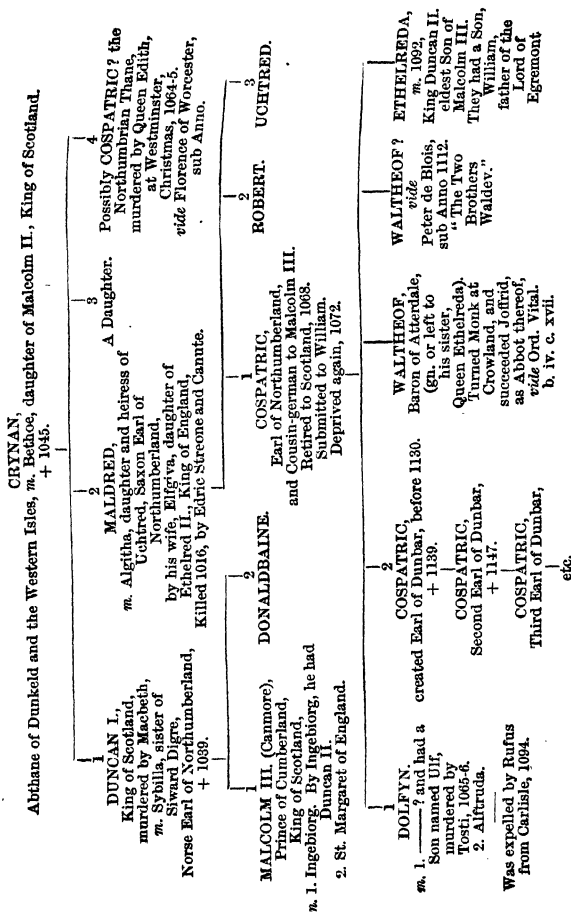 CRYNAN,
Abthane of Dunkeld and the Western Isles, m. Bethoe, daughter of Malcolm II., King of Scotland.
+ 1045.
1
DUNCAN I.,
King of Scotland,
murdered by Macbeth,
m. Sybilla, sister of
Siward Digre,
Norse Earl of Northumberland,
+ 1039.
2
MALDRED,
m. Algitha, daughter and heiress of
Uchtred, Saxon Earl of
Northumberland,
by his wife, Elfgiva, daughter of
Ethelred II., King of England,
Killed 1016, by Edric Streone and Canute.
3
A Daughter.
4
Possibly COSPATRIC? the
Northumbrian Thane,
murdered by Queen Edith,
at Westminster,
Christmas, 1064-5.
vide Florence of Worcester,
sub Anno.
1
MALCOLM III. (Canmore),
Prince of Cumberland,
King of Scotland,
n. 1. Ingebiorg. By Ingebiorg, he had
Duncan II.
2. St. Margaret of England.
2
DONALDBAINE.
1
COSPATRIC,
Earl of Northumberland,
and Cousin-german to Malcolm III.
Retired to Scotland, 1068.
Submitted to William.
Deprived again, 1072.
2
ROBERT.
3
UCHTRED.
1
DOLFYN.
m. 1. ——? and had a
Son named Ulf,
murdered by
Tosti, 1065-6.
2. Alftruda.
Was expelled by Rufus
from Carlisle, 1094.
2
COSPATRIC,
created Earl of Dunbar, before 1130.
+ 1139.
COSPATRIC,
Second Earl of Dunbar,
+ 1147.
COSPATRIC,
Third Earl of Dunbar,
etc.
WALTHEOF,
Baron of Atterdale,
(gn. or left to
his sister,
Queen Ethelreda).
Turned Monk at
Crowland, and
succeeded Joffrid,
as Abbot thereof,
vide Ord. Vital.
b. iv. c. xvii.
WALTHEOF?
vide
Peter de Blois,
sub Anno 1112.
"The Two
Brothers
Waldev."
ETHELREDA,
m. 1092,
King Duncan II.
eldest Son of
Malcolm III.
They had a Son,
William,
father of the
Lord of
Egremont